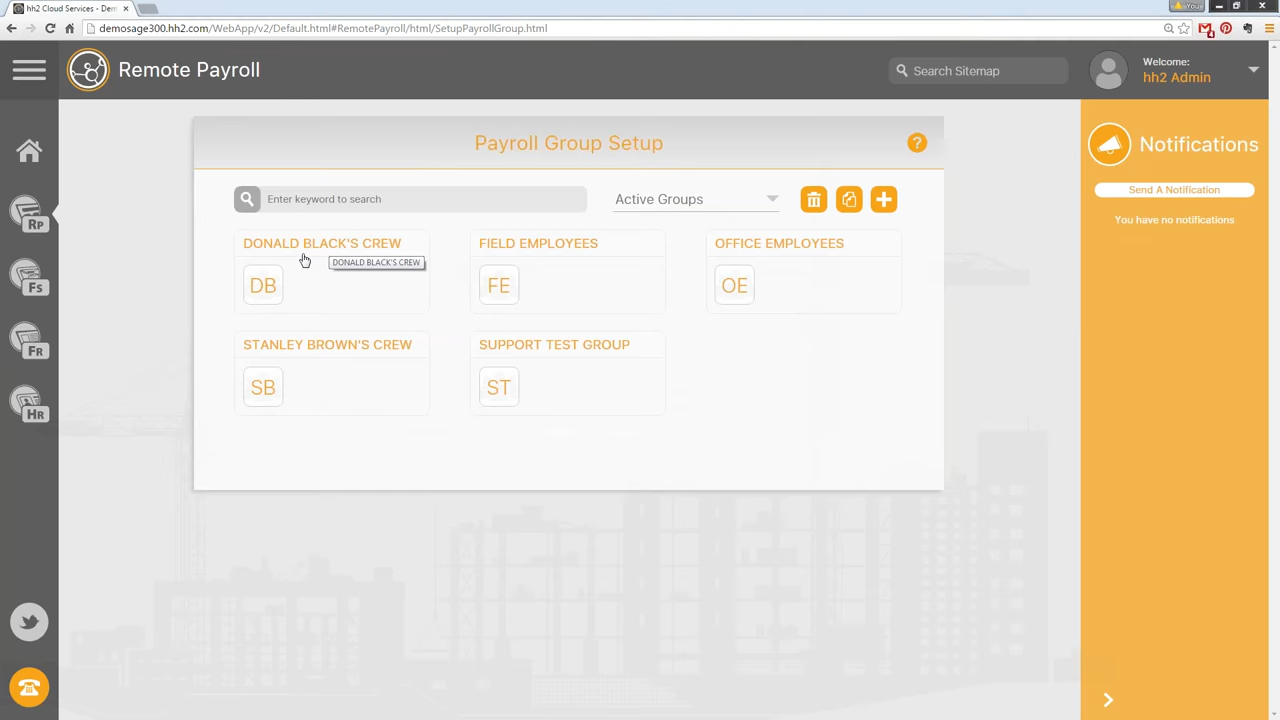 hh2 Cloud Services - Dem
You
demosage300.hh2.com/WebApp/v2/Default.html#RemotePayroll/html/SetupPayrollGroup.html
4
Remote Payroll
Search Sitemap
Welcome:
hh2 Admin
Payroll Group Setup
?
Notifications
Send A Notification
You have no notifications
Enter keyword to search
Active Groups
DONALD BLACK'S CREW
DONALD BLACK'S CREW
DB
FIELD EMPLOYEES
FE
OFFICE EMPLOYEES
OE
STANLEY BROWN'S CREW
SB
SUPPORT TEST GROUP
ST
RP
FS
FR
HR